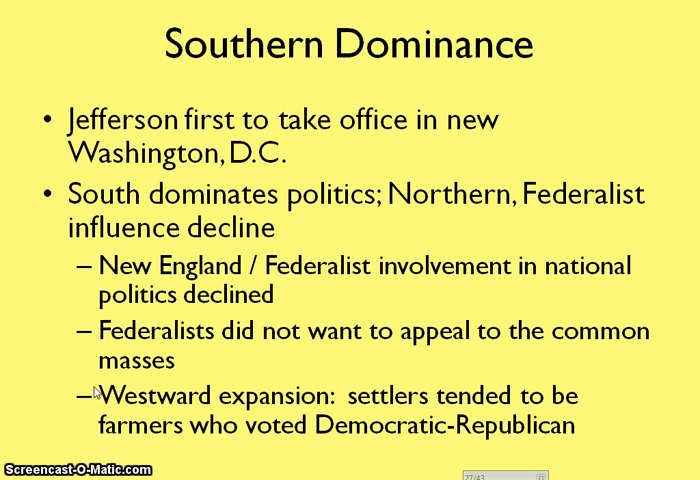 Southern Dominance
• Jefferson first to take office in new
Washington, D.C.
• South dominates politics; Northern, Federalist
influence decline
– New England / Federalist involvement in national
politics declined
– Federalists did not want to appeal to the common
masses
– Westward expansion: settlers tended to be
farmers who voted Democratic-Republican
Screencast-O-Matic.com
27/43